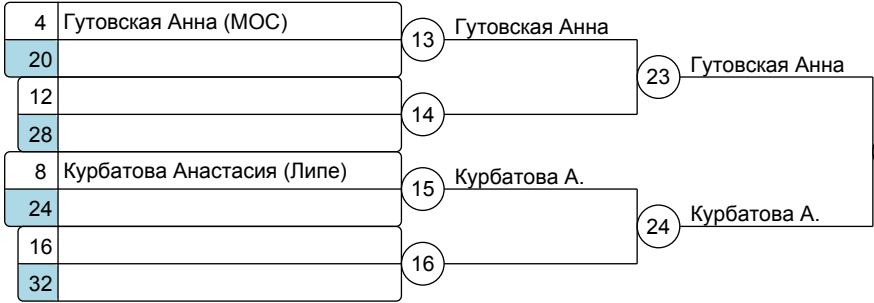 4 Гутовская Анна (МОС)
13 Гутовская Анна
20
23 Гутовская Анна
12
14
28
8 Курбатова Анастасия (Липе)
15 Курбатова А.
24
24 Курбатова А.
16
16
32